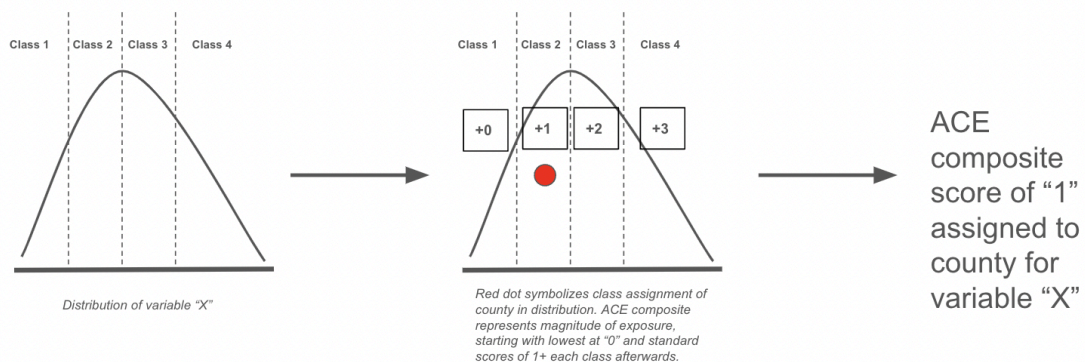 Class 1 Class 2 Class 3 Class 4
Distribution of variable “X”
Class 1 Class 2 Class 3 Class 4
+0 +1 +2 +3
Red dot symbolizes class assignment of
county in distribution. ACE composite
represents magnitude of exposure,
starting with lowest at “0” and standard
scores of 1+ each class afterwards.
ACE
composite
score of “1”
assigned to
county for
variable “X”